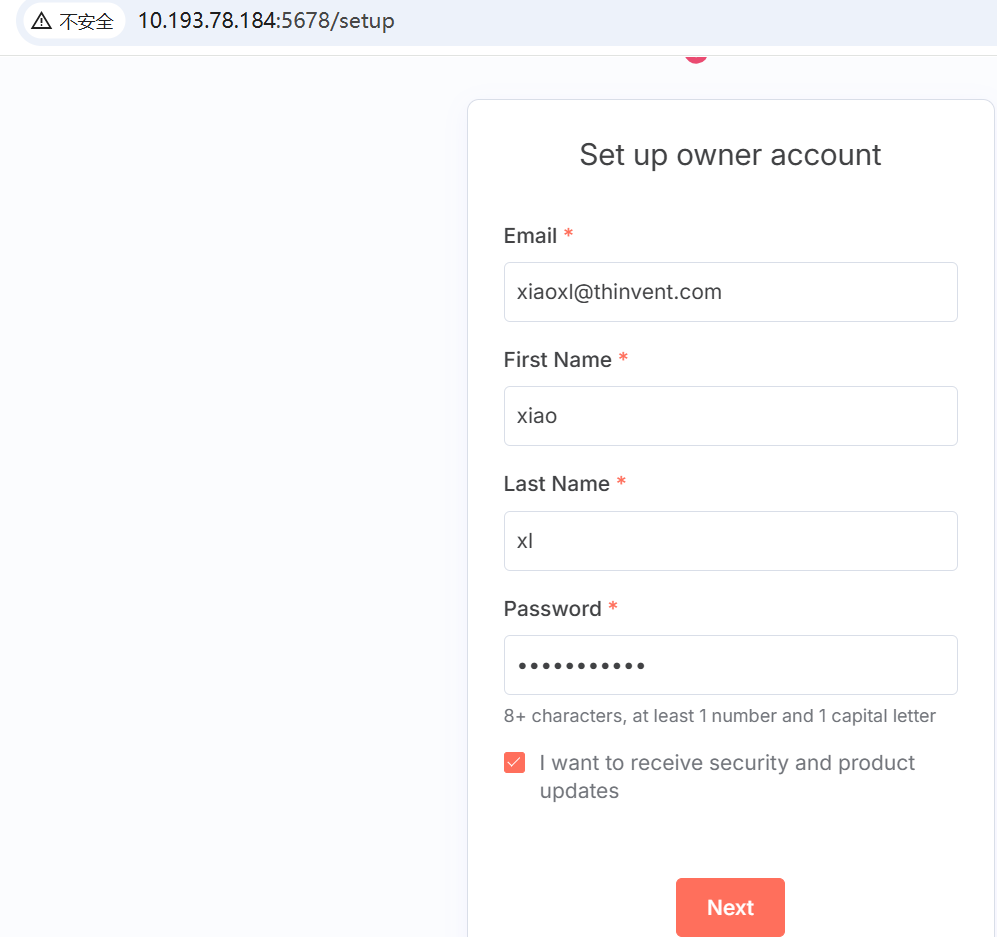 不安全 10.193.78.184:5678/setup
Set up owner account
Email *
xiaoxl@thinvent.com
First Name *
xiao
Last Name *
xl
Password *
•••••••••••
8+ characters, at least 1 number and 1 capital letter
I want to receive security and product
updates
Next